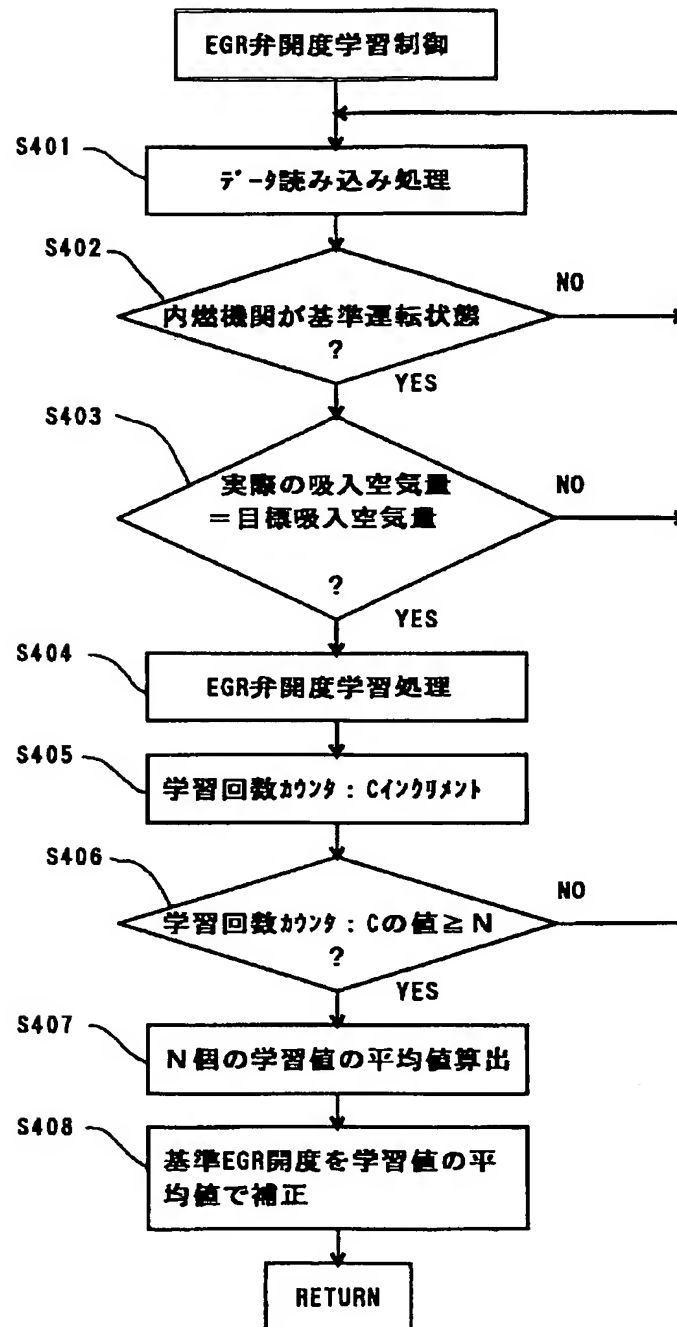 EGR弁開度学習制御
S401
データ読み込み処理
S402
内燃機関が基準運転状態
?
NO
YES
S403
実際の吸入空気量
=目標吸入空気量
?
NO
YES
S404
EGR弁開度学習処理
S405
学習回数カウンタ:Cインクリメント
S406
学習回数カウンタ:Cの値≧N
?
NO
YES
S407
N個の学習値の平均値算出
S408
基準EGR開度を学習値の平
均値で補正
RETURN